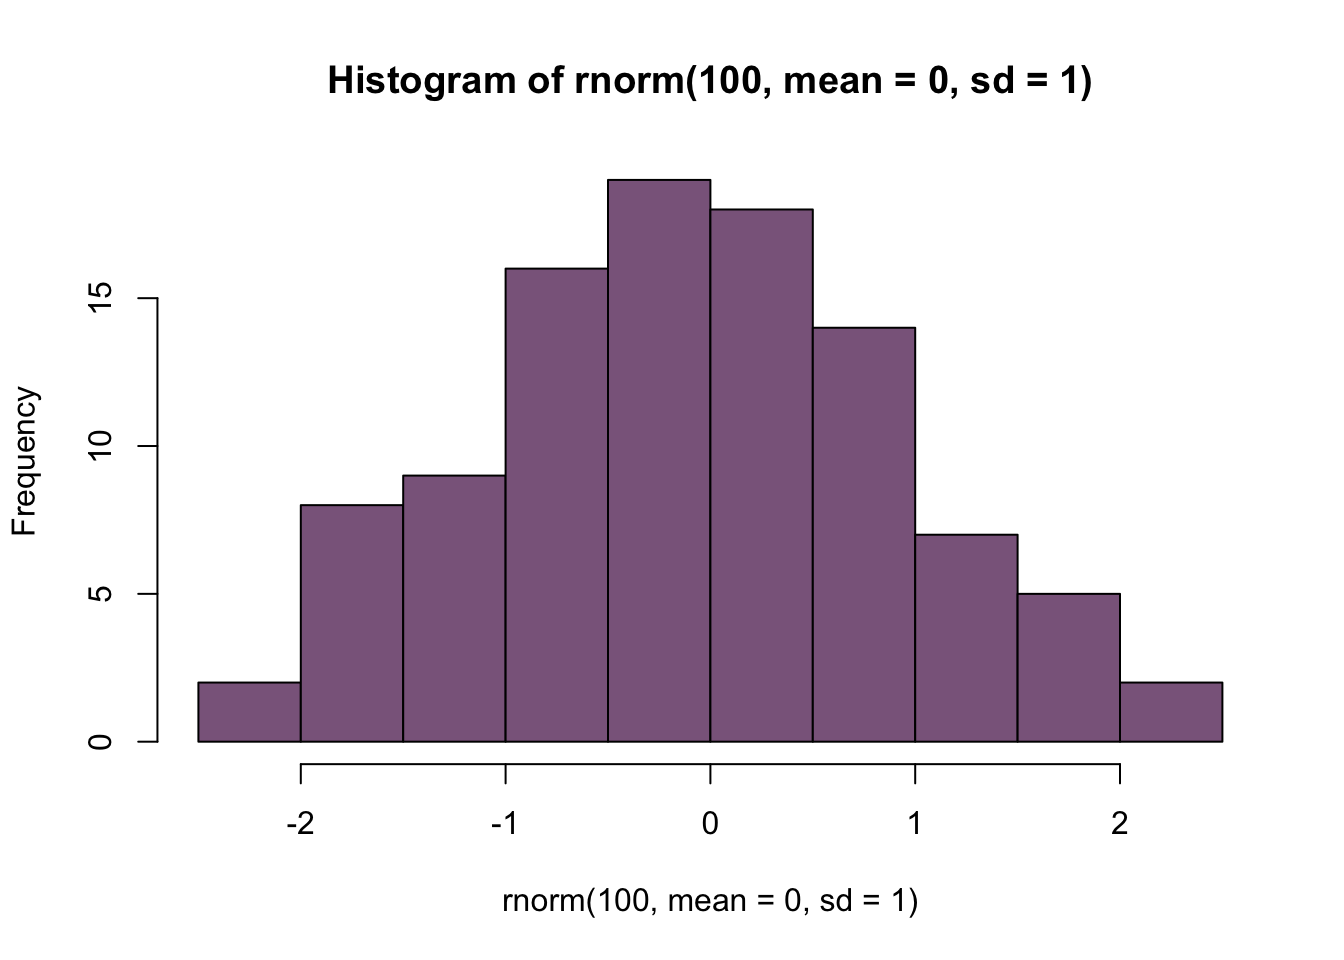 Histogram of rnorm(100, mean = 0, sd = 1)
Frequency
15
10
5
0
-2 -1 0 1 2
rnorm(100, mean = 0, sd = 1)